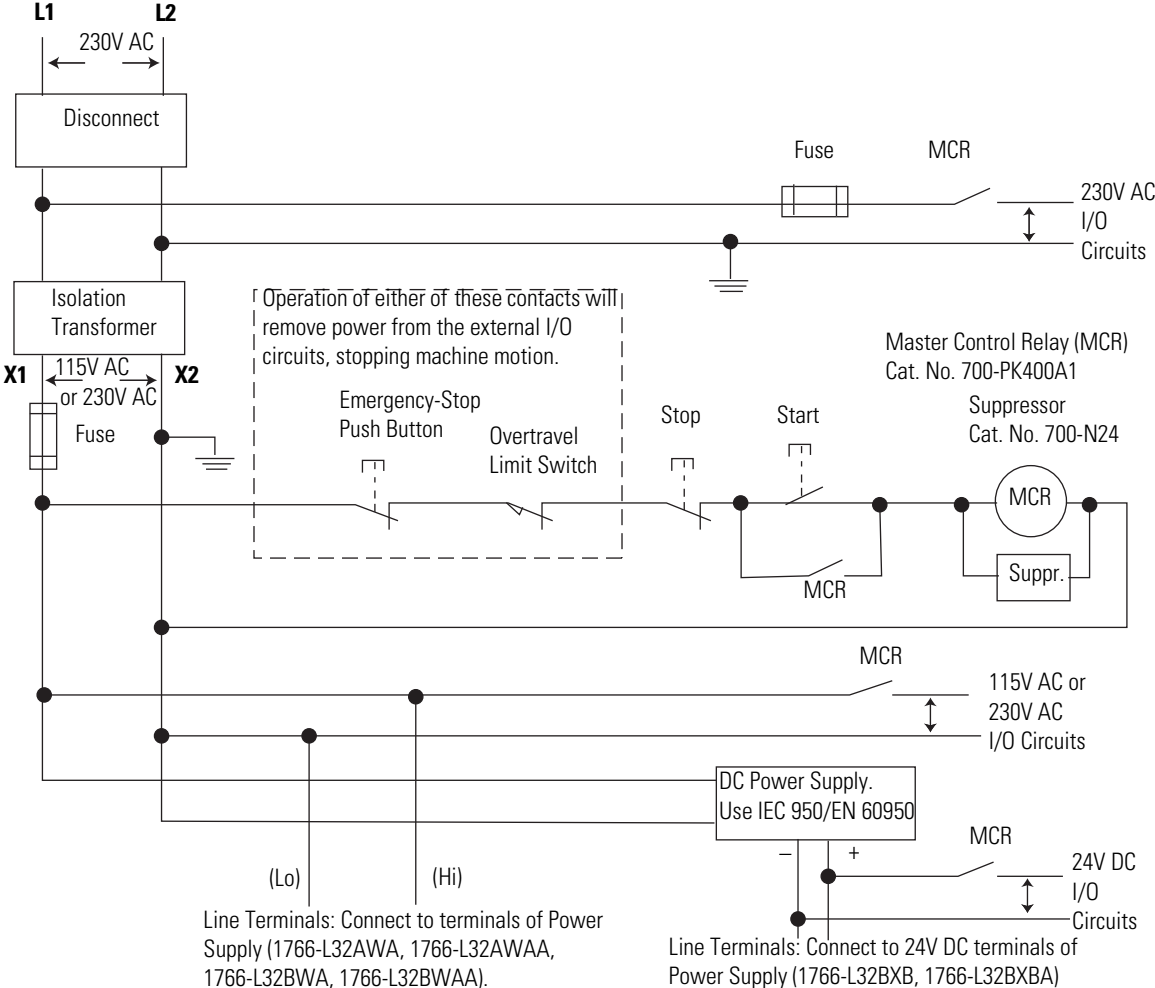 L1
L2
230V AC
Disconnect
Fuse
MCR
230V AC
I/O
Circuits
Isolation
Transformer
Operation of either of these contacts will
remove power from the external I/O
circuits, stopping machine motion.
Master Control Relay (MCR)
Cat. No. 700-PK400A1
X1
115V AC
or 230V AC
X2
Fuse
Emergency-Stop
Push Button
Overtravel
Limit Switch
Stop
Start
Suppressor
Cat. No. 700-N24
MCR
Suppr.
MCR
MCR
115V AC or
230V AC
I/O Circuits
DC Power Supply.
Use IEC 950/EN 60950
– +
MCR
24V DC
I/O
Circuits
(Lo)
(Hi)
Line Terminals: Connect to terminals of Power
Supply (1766-L32AWA, 1766-L32AWAA,
1766-L32BWA, 1766-L32BWAA).
Line Terminals: Connect to 24V DC terminals of
Power Supply (1766-L32BXB, 1766-L32BXBA)